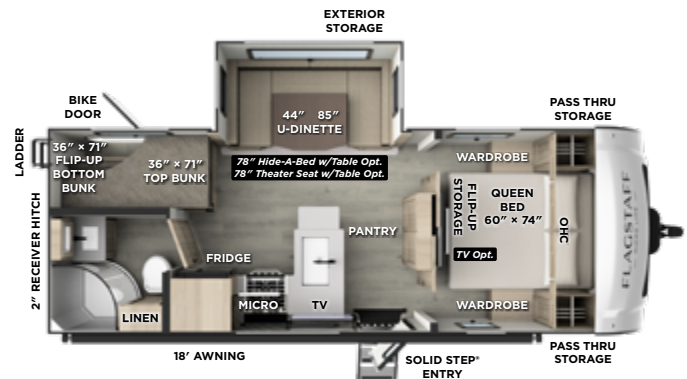 EXTERIOR
STORAGE
BIKE
DOOR
PASS THRU
STORAGE
LADDER
44" 85"
U-DINETTE
36" × 71"
FLIP-UP
BOTTOM
BUNK
36" × 71"
TOP BUNK
78" Hide-A-Bed w/Table Opt.
78" Theater Seat w/Table Opt.
WARDROBE
FLIP-UP
STORAGE
QUEEN
BED
60" × 74"
OHC
FLAGSTAFF
2" RECEIVER HITCH
PANTRY
FRIDGE
TV Opt.
MICRO
TV
WARDROBE
LINEN
18' AWNING
SOLID STEP®
ENTRY
PASS THRU
STORAGE